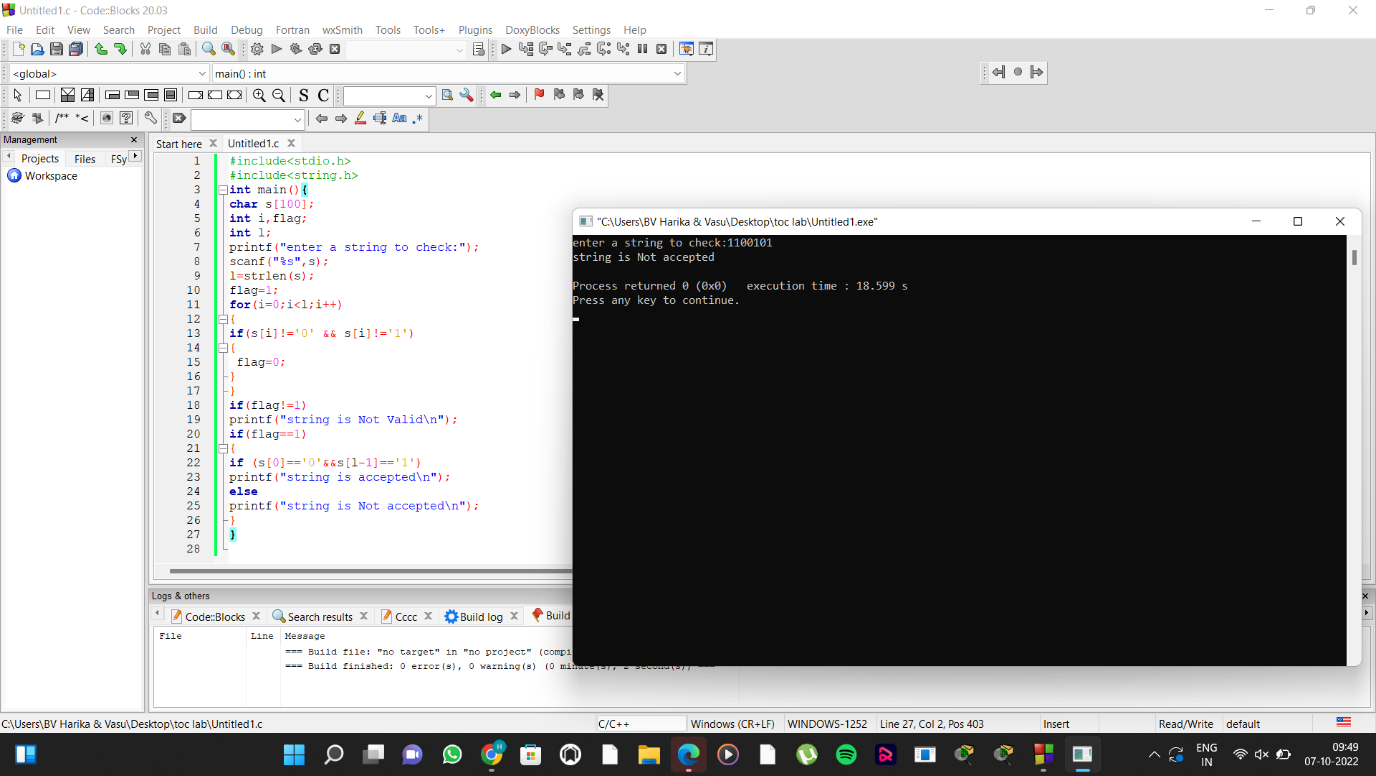 Untitled1.c - Code::Blocks 20.03
File Edit View Search Project Build Debug Fortran wxSmith Tools Tools+ Plugins DoxyBlocks Settings Help
<global> main() : int
S C
/** *< Aa .*
Management
Projects Files FSy
Workspace
Start here Untitled1.c
1 #include<stdio.h>
2 #include<string.h>
3 int main(){
4 char s[100];
5 int i,flag;
6 int l;
7 printf("enter a string to check:");
8 scanf("%s",s);
9 l=strlen(s);
10 flag=1;
11 for(i=0;i<l;i++)
12 {
13 if(s[i]!='0' && s[i]!='1')
14 {
15 flag=0;
16 }
17 }
18 if(flag!=1)
19 printf("string is Not Valid\n");
20 if(flag==1)
21 {
22 if (s[0]=='0'&&s[l-1]=='1')
23 printf("string is accepted\n");
24 else
25 printf("string is Not accepted\n");
26 }
27 }
28
"C:\Users\BV Harika & Vasu\Desktop\toc lab\Untitled1.exe"
enter a string to check:1100101
string is Not accepted
Process returned 0 (0x0) execution time : 18.599 s
Press any key to continue.
Logs & others
Code::Blocks Search results Cccc Build log Build
File Line Message
=== Build file: "no target" in "no project" (compi
=== Build finished: 0 error(s), 0 warning(s) (0 minute(s), 2 second(s)) ===
C:\Users\BV Harika & Vasu\Desktop\toc lab\Untitled1.c C/C++ Windows (CR+LF) WINDOWS-1252 Line 27, Col 2, Pos 403 Insert Read/Write default
ENG
IN
09:49
07-10-2022